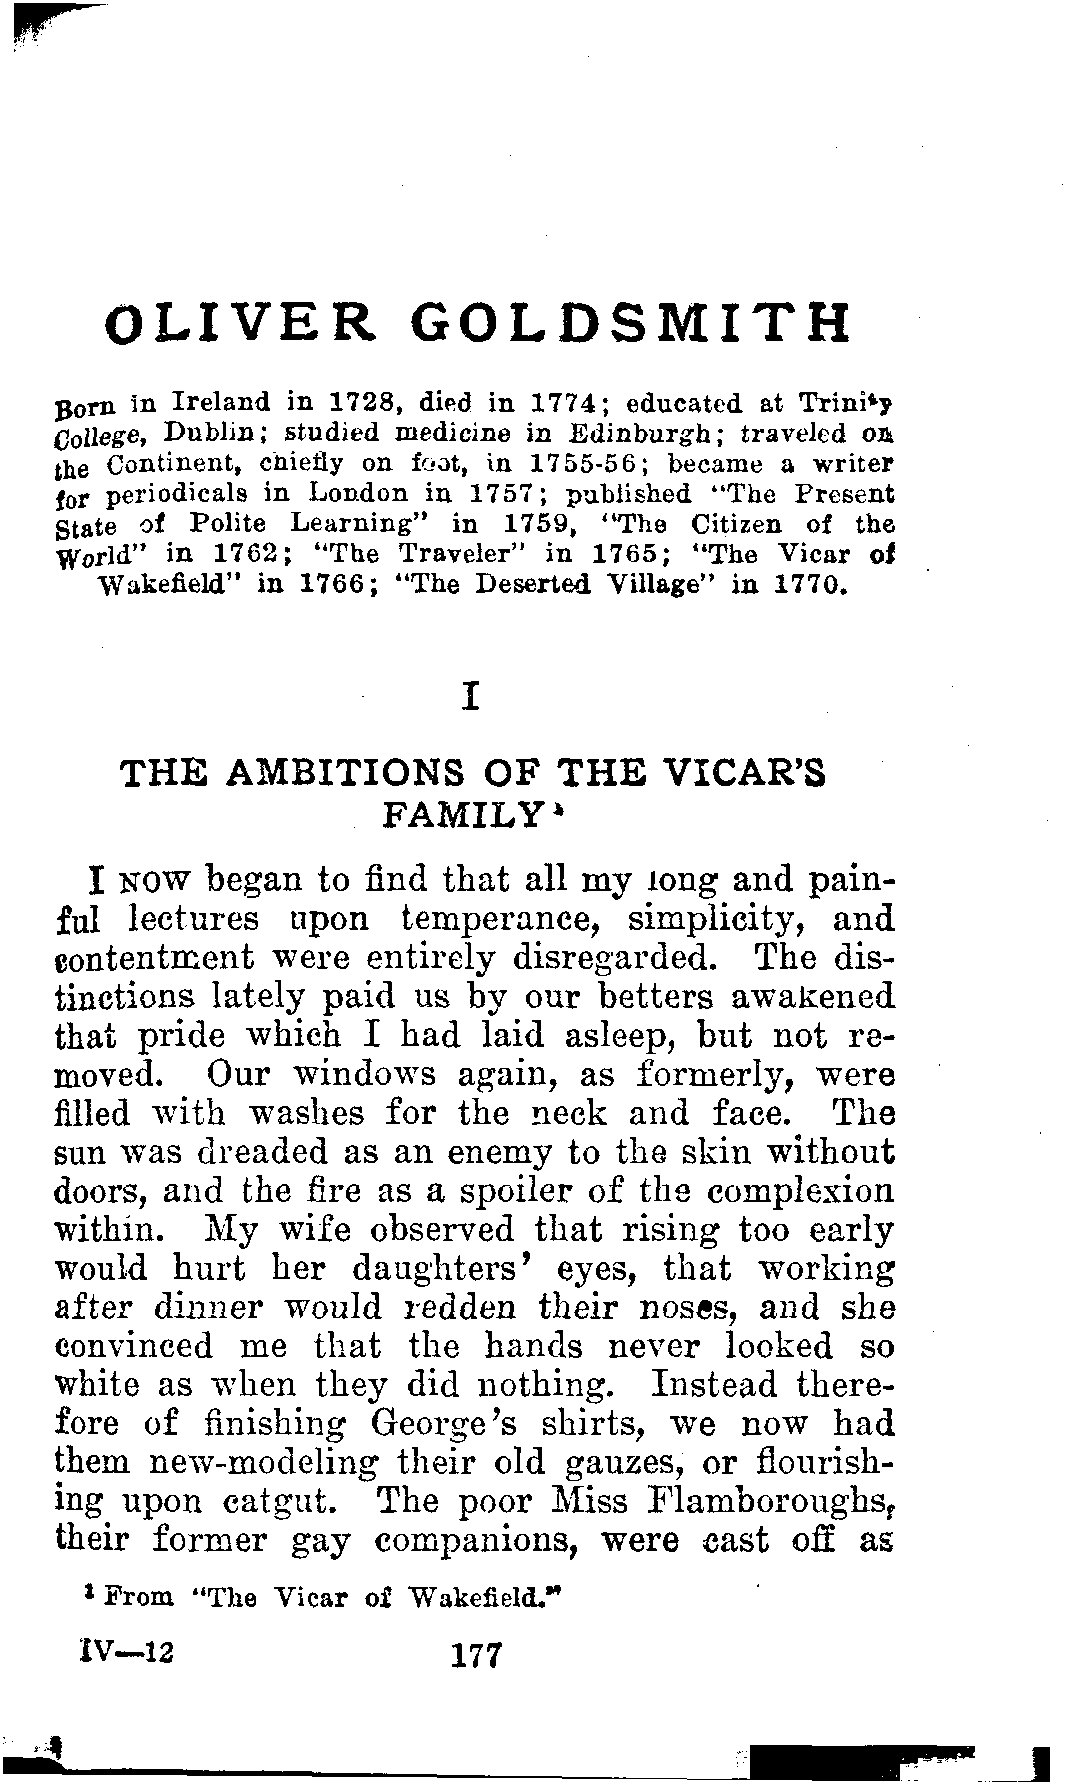 OLIVER GOLDSMITH
Born in Ireland in 1728, died in 1774; educated at Trinity
College, Dublin; studied medicine in Edinburgh; traveled on
the Continent, chiefly on foot, in 1755-56; became a writer
for periodicals in London in 1757; published "The Present
State of Polite Learning" in 1759, "The Citizen of the
World" in 1762; "The Traveler" in 1765; "The Vicar of
Wakefield" in 1766; "The Deserted Village" in 1770.
I
THE AMBITIONS OF THE VICAR'S
FAMILY¹
I NOW began to find that all my long and pain-
ful lectures upon temperance, simplicity, and
contentment were entirely disregarded. The dis-
tinctions lately paid us by our betters awakened
that pride which I had laid asleep, but not re-
moved. Our windows again, as formerly, were
filled with washes for the neck and face. The
sun was dreaded as an enemy to the skin without
doors, and the fire as a spoiler of the complexion
within. My wife observed that rising too early
would hurt her daughters' eyes, that working
after dinner would redden their noses, and she
convinced me that the hands never looked so
white as when they did nothing. Instead there-
fore of finishing George's shirts, we now had
them new-modeling their old gauzes, or flourish-
ing upon catgut. The poor Miss Flamboroughs,
their former gay companions, were cast off as
¹ From "The Vicar of Wakefield."
IV—12 177